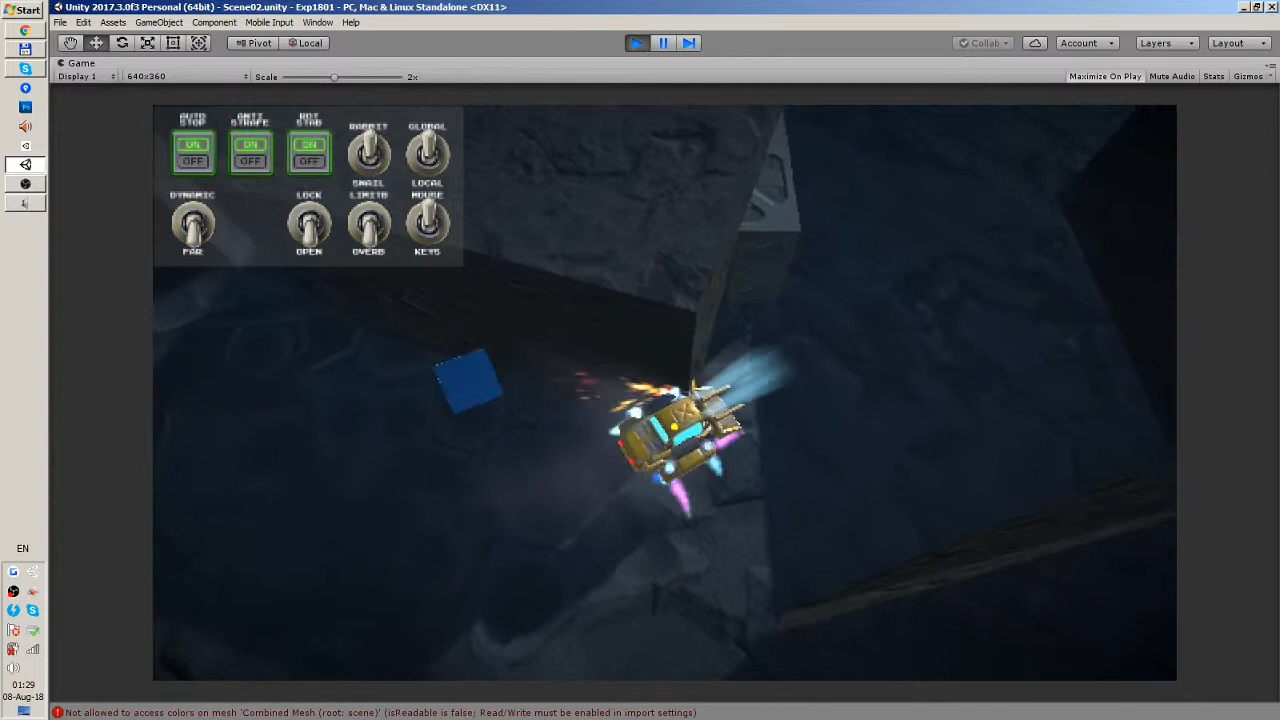 Start
Unity 2017.3.0f3 Personal (64bit) - Scene02.unity - Exp1801 - PC, Mac & Linux Standalone <DX11>
File Edit Assets GameObject Component Mobile Input Window Help
Pivot Local Collab Account Layers Layout
Game
Display 1 640x360 Scale 2x Maximize On Play Mute Audio Stats Gizmos
AUTO STOP ANTI STRAFE ROT STAB RABBIT GLOBAL
ON ON ON
OFF OFF OFF
SNAIL LOCAL
DYNAMIC LOCK LIMITB MOUSE
FAR OPEN OVERB KEYS
EN
01:29
08-Aug-18
Not allowed to access colors on mesh 'Combined Mesh (root: scene)' (isReadable is false; Read/Write must be enabled in import settings)